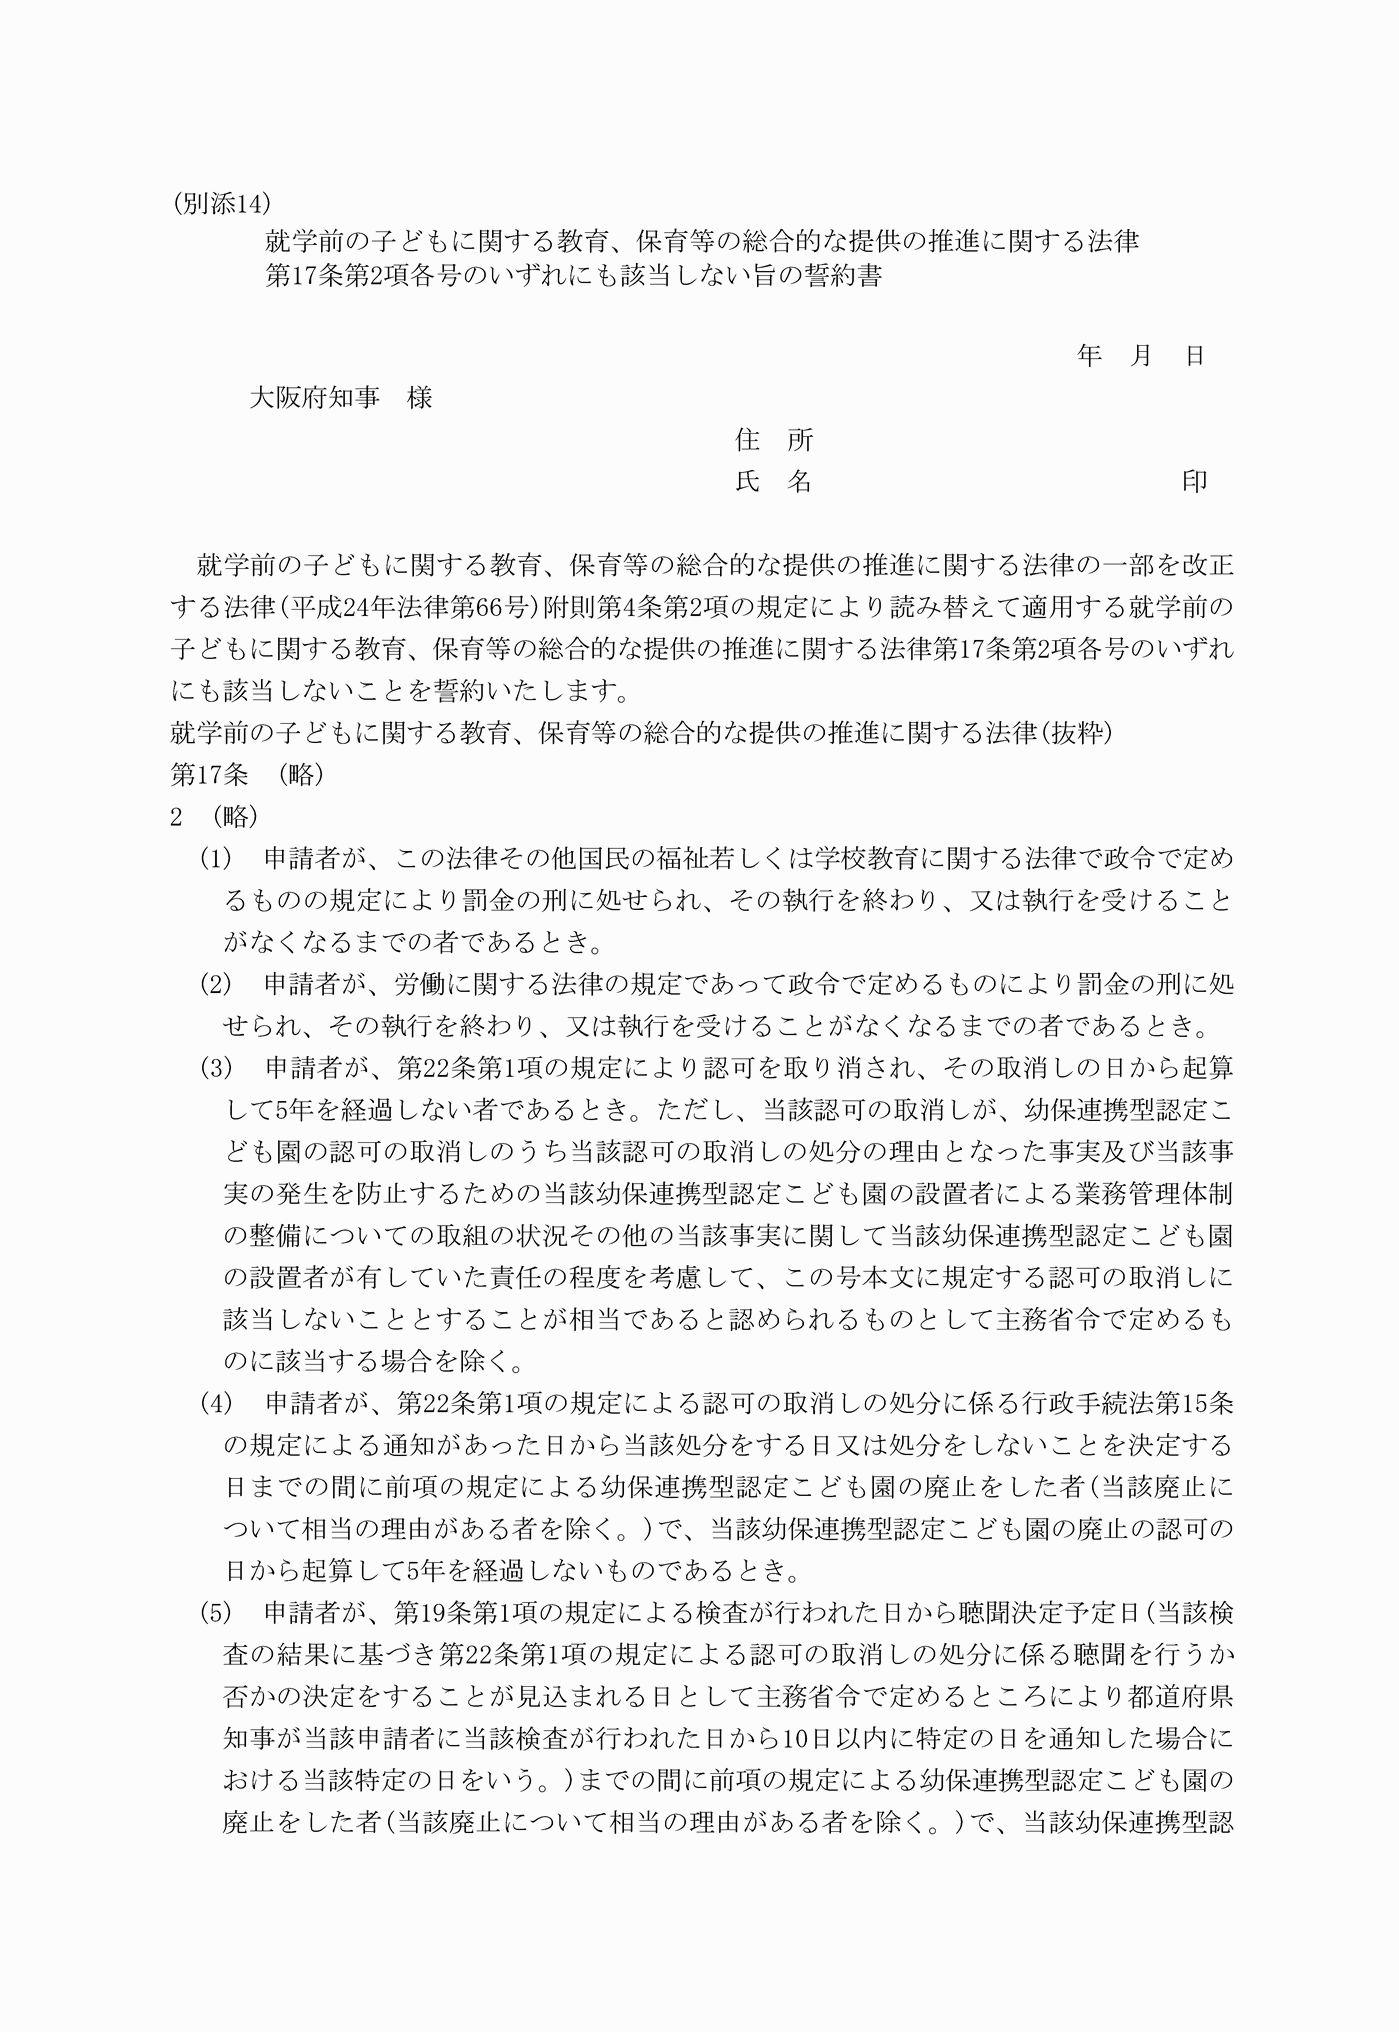 (別添14)
就学前の子どもに関する教育、保育等の総合的な提供の推進に関する法律
第17条第2項各号のいずれにも該当しない旨の誓約書
年　月　日
大阪府知事　様
住　所
氏　名　　　　　　　　　　　　　　印
就学前の子どもに関する教育、保育等の総合的な提供の推進に関する法律の一部を改正
する法律(平成24年法律第66号)附則第4条第2項の規定により読み替えて適用する就学前の
子どもに関する教育、保育等の総合的な提供の推進に関する法律第17条第2項各号のいずれ
にも該当しないことを誓約いたします。
就学前の子どもに関する教育、保育等の総合的な提供の推進に関する法律(抜粋)
第17条　(略)
2　(略)
(1)　申請者が、この法律その他国民の福祉若しくは学校教育に関する法律で政令で定め
るものの規定により罰金の刑に処せられ、その執行を終わり、又は執行を受けること
がなくなるまでの者であるとき。
(2)　申請者が、労働に関する法律の規定であって政令で定めるものにより罰金の刑に処
せられ、その執行を終わり、又は執行を受けることがなくなるまでの者であるとき。
(3)　申請者が、第22条第1項の規定により認可を取り消され、その取消しの日から起算
して5年を経過しない者であるとき。ただし、当該認可の取消しが、幼保連携型認定こ
ども園の認可の取消しのうち当該認可の取消しの処分の理由となった事実及び当該事
実の発生を防止するための当該幼保連携型認定こども園の設置者による業務管理体制
の整備についての取組の状況その他の当該事実に関して当該幼保連携型認定こども園
の設置者が有していた責任の程度を考慮して、この号本文に規定する認可の取消しに
該当しないこととすることが相当であると認められるものとして主務省令で定めるも
のに該当する場合を除く。
(4)　申請者が、第22条第1項の規定による認可の取消しの処分に係る行政手続法第15条
の規定による通知があった日から当該処分をする日又は処分をしないことを決定する
日までの間に前項の規定による幼保連携型認定こども園の廃止をした者(当該廃止に
ついて相当の理由がある者を除く。)で、当該幼保連携型認定こども園の廃止の認可の
日から起算して5年を経過しないものであるとき。
(5)　申請者が、第19条第1項の規定による検査が行われた日から聴聞決定予定日(当該検
査の結果に基づき第22条第1項の規定による認可の取消しの処分に係る聴聞を行うか
否かの決定をすることが見込まれる日として主務省令で定めるところにより都道府県
知事が当該申請者に当該検査が行われた日から10日以内に特定の日を通知した場合に
おける当該特定の日をいう。)までの間に前項の規定による幼保連携型認定こども園の
廃止をした者(当該廃止について相当の理由がある者を除く。)で、当該幼保連携型認